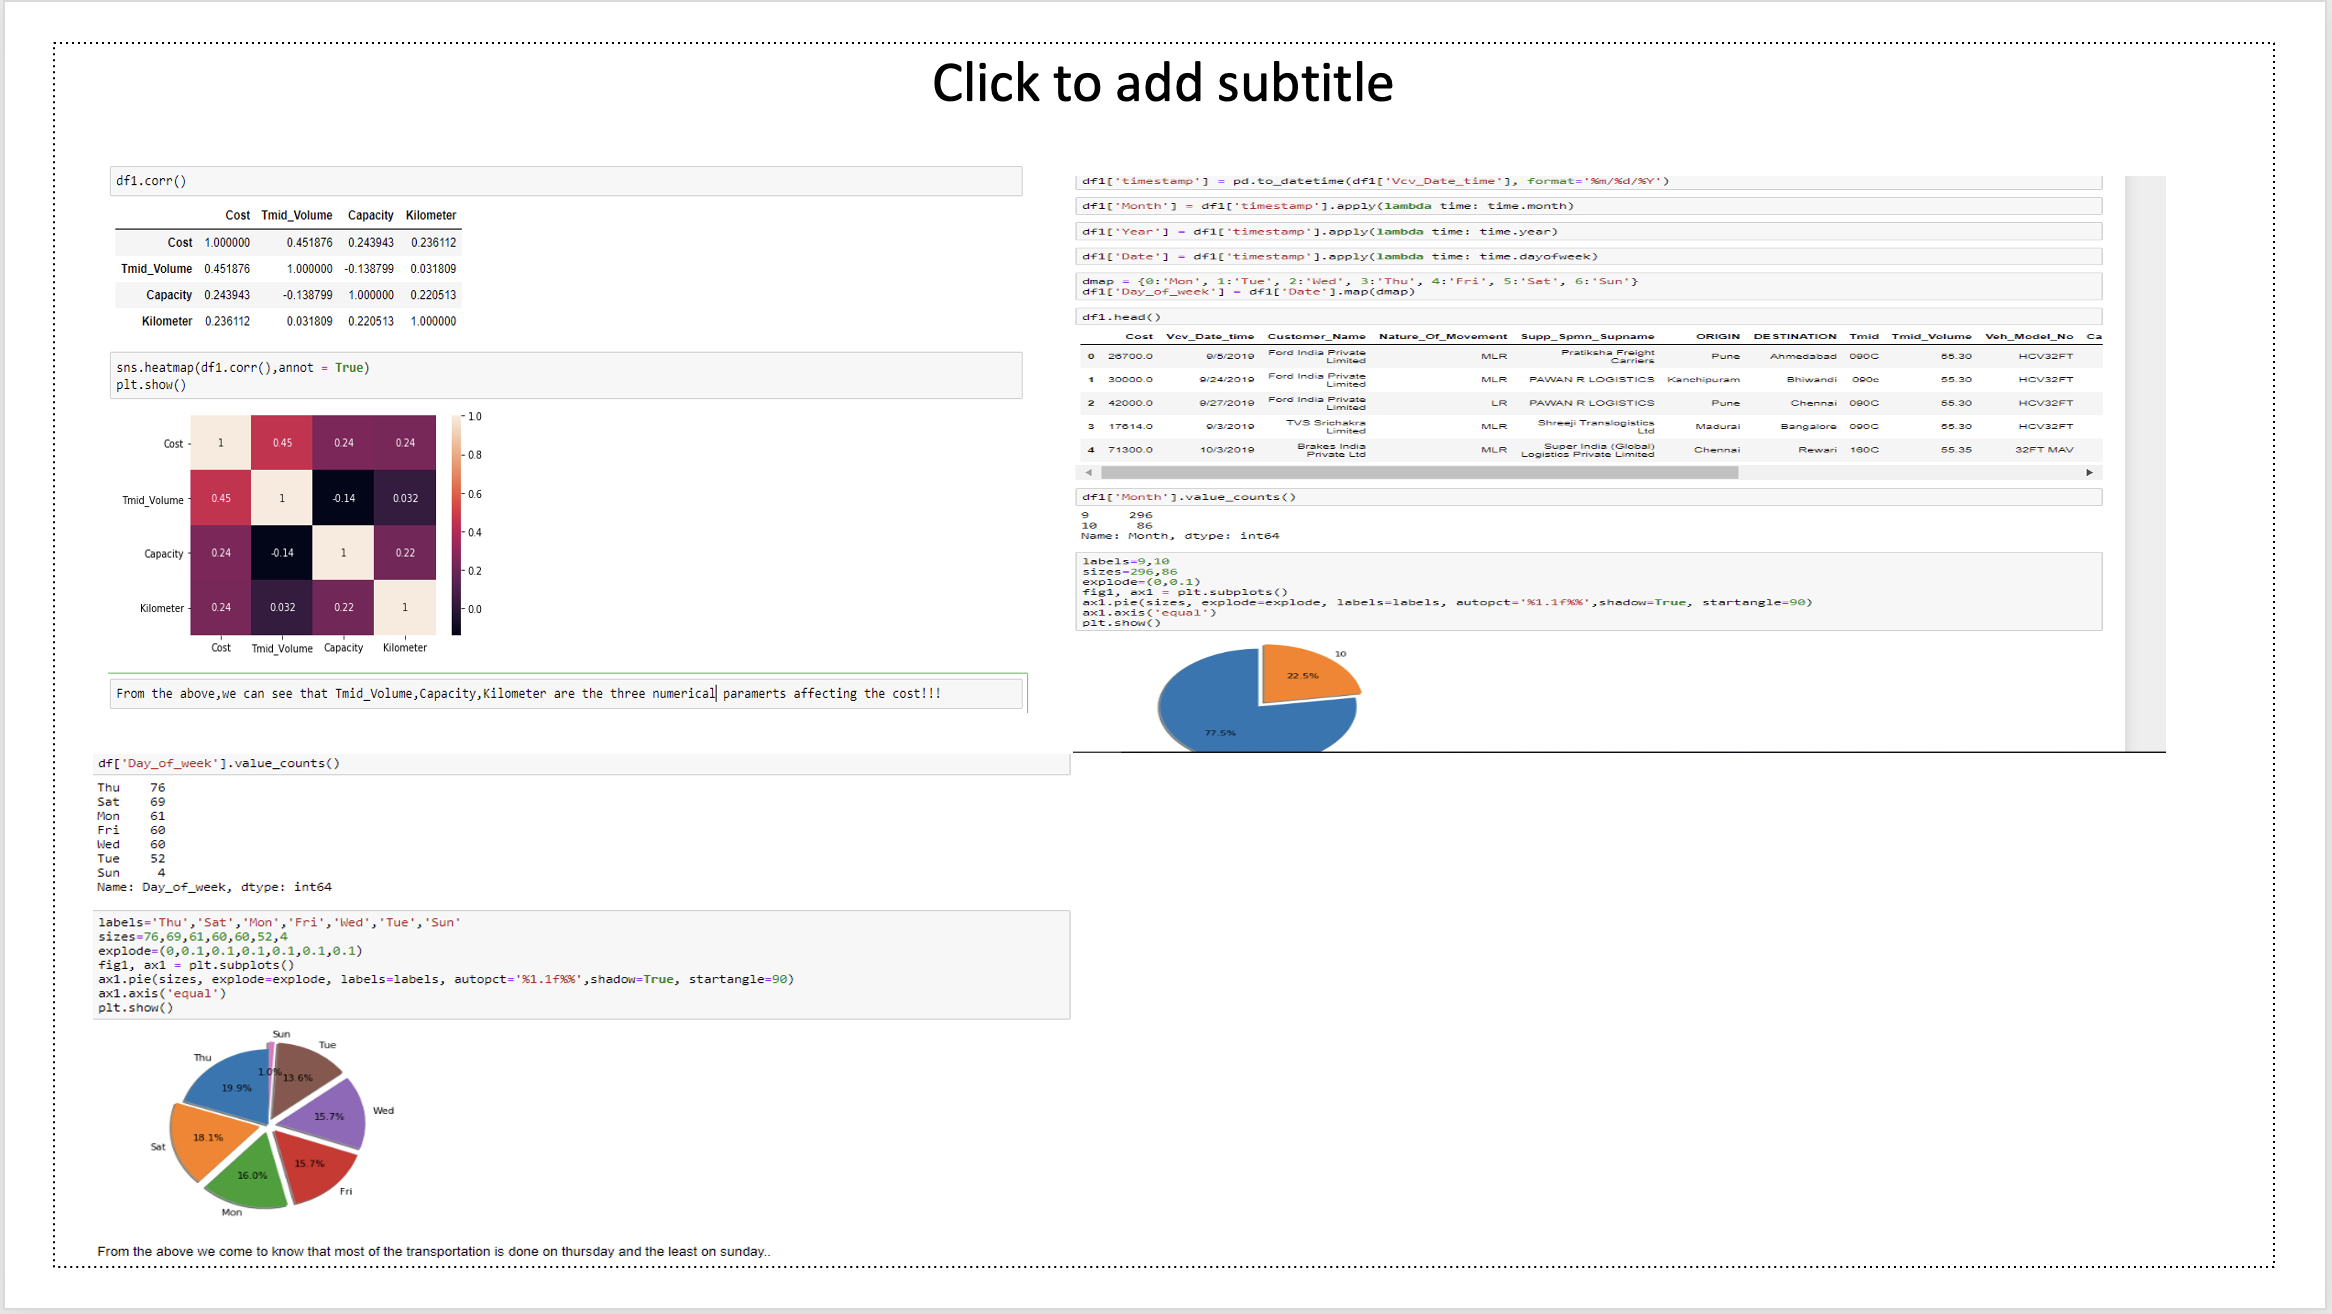 Click to add subtitle
df1.corr()
Cost Tmid_Volume Capacity Kilometer
Cost 1.000000 0.451876 0.243943 0.236112
Tmid_Volume 0.451876 1.000000 -0.138799 0.031809
Capacity 0.243943 -0.138799 1.000000 0.220513
Kilometer 0.236112 0.031809 0.220513 1.000000
sns.heatmap(df1.corr(),annot = True)
plt.show()
Cost 1 0.45 0.24 0.24
Tmid_Volume 0.45 1 -0.14 0.032
Capacity 0.24 -0.14 1 0.22
Kilometer 0.24 0.032 0.22 1
Cost Tmid_Volume Capacity Kilometer
1.0
0.8
0.6
0.4
0.2
0.0
From the above,we can see that Tmid_Volume,Capacity,Kilometer are the three numerical paramerts affecting the cost!!!
df1['timestamp'] = pd.to_datetime(df1['Vcv_Date_time'], format='%m/%d/%Y')
df1['Month'] = df1['timestamp'].apply(lambda time: time.month)
df1['Year'] = df1['timestamp'].apply(lambda time: time.year)
df1['Date'] = df1['timestamp'].apply(lambda time: time.dayofweek)
dmap = {0:'Mon', 1:'Tue', 2:'Wed', 3:'Thu', 4:'Fri', 5:'Sat', 6:'Sun'}
df1['Day_of_week'] = df1['Date'].map(dmap)
df1.head()
Cost Vcv_Date_time Customer_Name Nature_Of_Movement Supp_Spmn_Supname ORIGIN DESTINATION Tmid Tmid_Volume Veh_Model_No Ca
0 26700.0 9/5/2019 Ford India Private Limited MLR Pratiksha Freight Carriers Pune Ahmedabad 090C 55.30 HCV32FT
1 30000.0 9/24/2019 Ford India Private Limited MLR PAWAN R LOGISTICS Kanchipuram Bhiwandi 090c 55.30 HCV32FT
2 42000.0 9/27/2019 Ford India Private Limited LR PAWAN R LOGISTICS Pune Chennai 090C 55.30 HCV32FT
3 17614.0 9/3/2019 TVS Srichakra Limited MLR Shreeji Translogistics Ltd Madurai Bangalore 090C 55.30 HCV32FT
4 71300.0 10/3/2019 Brakes India Private Ltd MLR Super India (Global) Logistics Private Limited Chennai Rewari 160C 55.35 32FT MAV
df1['Month'].value_counts()
9 296
10 86
Name: Month, dtype: int64
labels=9,10
sizes=296,86
explode=(0,0.1)
fig1, ax1 = plt.subplots()
ax1.pie(sizes, explode=explode, labels=labels, autopct='%1.1f%%',shadow=True, startangle=90)
ax1.axis('equal')
plt.show()
10
22.5%
77.5%
df['Day_of_week'].value_counts()
Thu 76
Sat 69
Mon 61
Fri 60
Wed 60
Tue 52
Sun 4
Name: Day_of_week, dtype: int64
labels='Thu','Sat','Mon','Fri','Wed','Tue','Sun'
sizes=76,69,61,60,60,52,4
explode=(0,0.1,0.1,0.1,0.1,0.1,0.1)
fig1, ax1 = plt.subplots()
ax1.pie(sizes, explode=explode, labels=labels, autopct='%1.1f%%',shadow=True, startangle=90)
ax1.axis('equal')
plt.show()
Sun
Tue
Thu
1.0%
13.6%
19.9%
Wed
15.7%
18.1%
Sat
15.7%
16.0%
Fri
Mon
From the above we come to know that most of the transportation is done on thursday and the least on sunday..